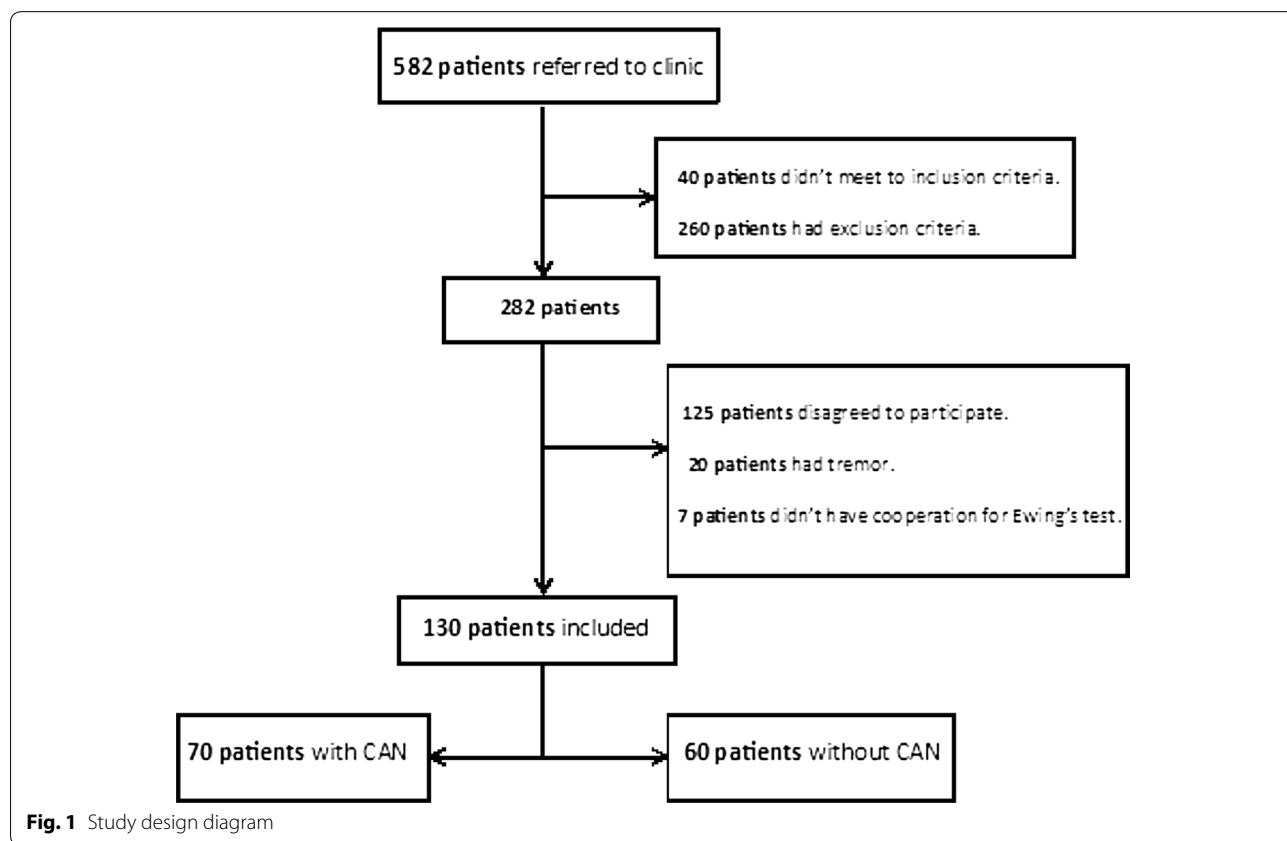 582 patients referred to clinic
40 patients didn't meet to inclusion criteria.
260 patients had exclusion criteria.
282 patients
125 patients disagreed to participate.
20 patients had tremor.
7 patients didn't have cooperation for Ewing's test.
130 patients included
70 patients with CAN
60 patients without CAN
Fig. 1 Study design diagram